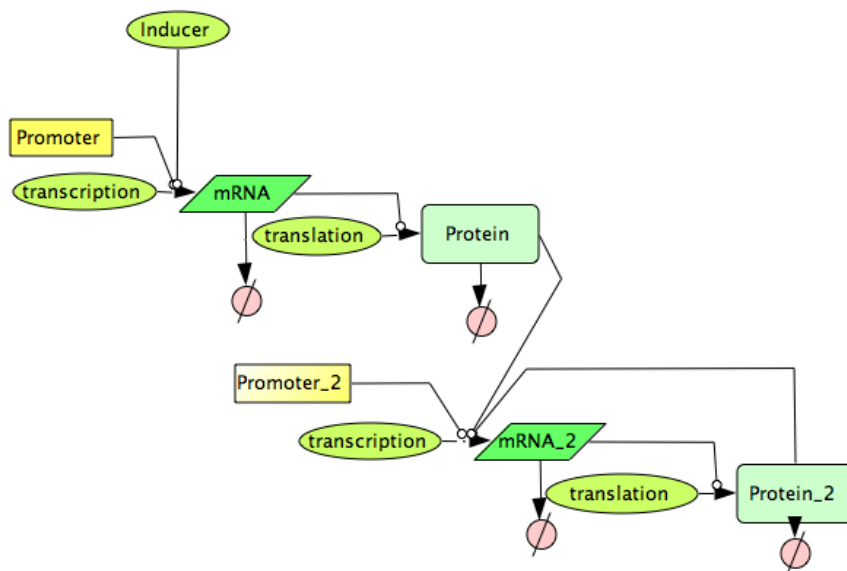 Inducer
Promoter
transcription
mRNA
translation
Protein
Promoter_2
transcription
mRNA_2
translation
Protein_2